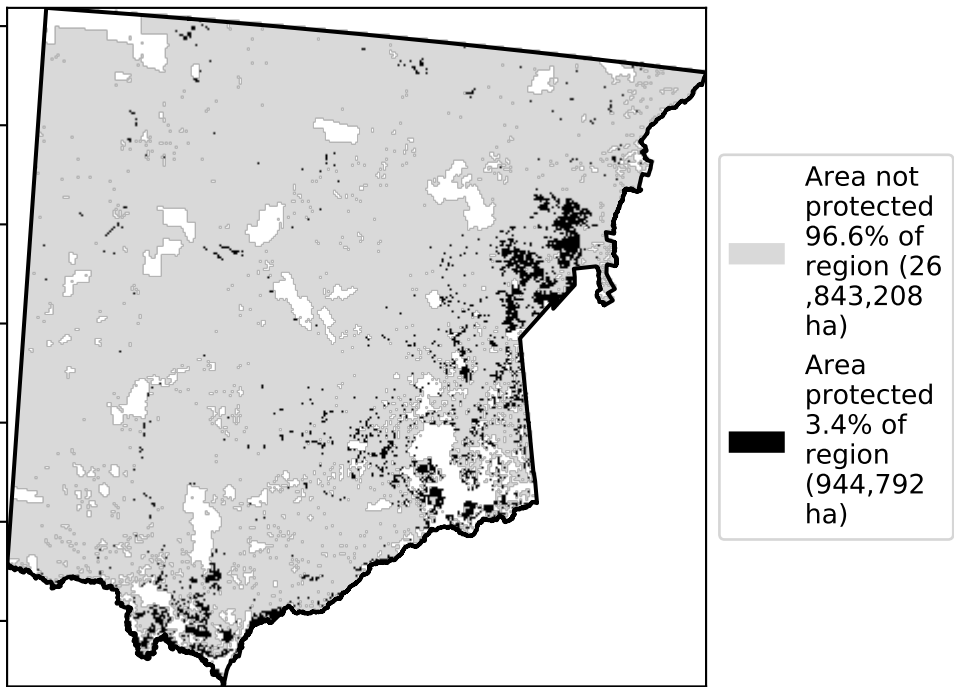 Area not
protected
96.6% of
region (26
,843,208
ha)
Area
protected
3.4% of
region
(944,792
ha)